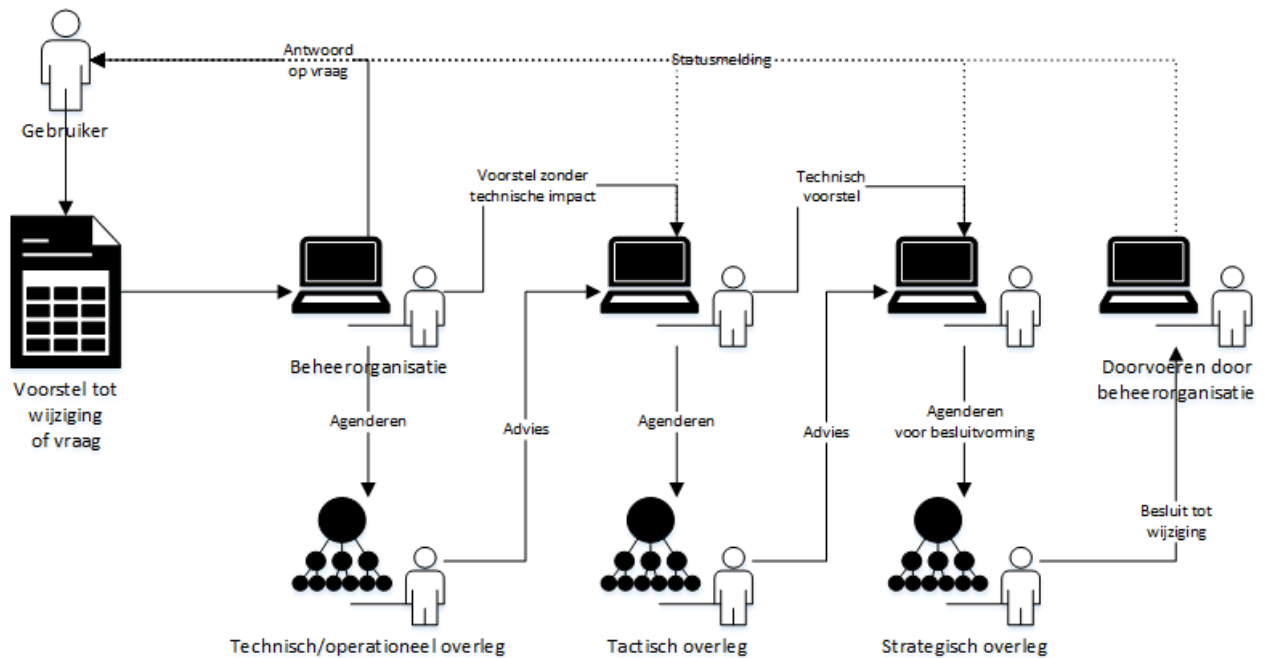 Antwoord
op vraag
Statusmelding
Gebruiker
Voorstel zonder
technische impact
Technisch
voorstel
Beheerorganisatie
Doorvoeren door
beheerorganisatie
Voorstel tot
wijziging
of vraag
Agenderen
Advies
Agenderen
Advies
Agenderen
voor besluitvorming
Besluit tot
wijziging
Technisch/operationeel overleg
Tactisch overleg
Strategisch overleg